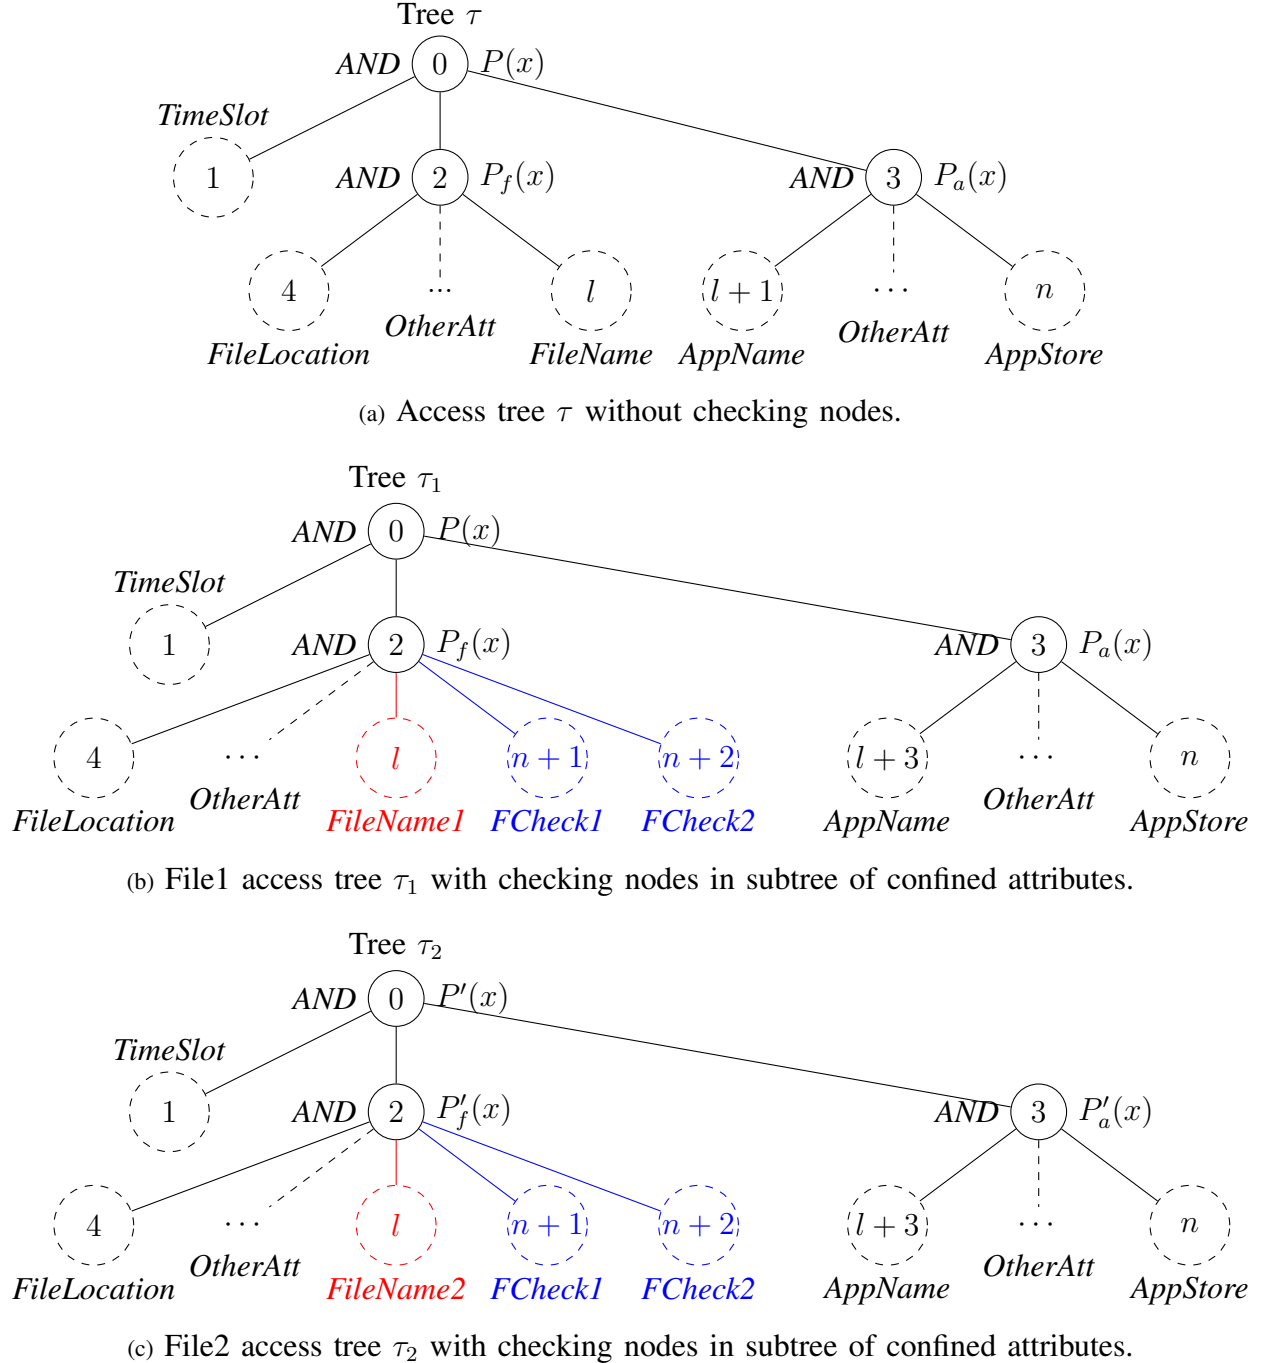 Tree τ
AND 0 P(x)
TimeSlot
1 AND 2 P_f(x) AND 3 P_a(x)
4 ... l l + 1 ... n
OtherAtt OtherAtt
FileLocation FileName AppName AppStore
(a) Access tree τ without checking nodes.
Tree τ₁
AND 0 P(x)
TimeSlot
1 AND 2 P_f(x) AND 3 P_a(x)
4 ... l n + 1 n + 2 l + 3 ... n
OtherAtt OtherAtt
FileLocation FileName1 FCheck1 FCheck2 AppName AppStore
(b) File1 access tree τ₁ with checking nodes in subtree of confined attributes.
Tree τ₂
AND 0 P′(x)
TimeSlot
1 AND 2 P′_f(x) AND 3 P′_a(x)
4 ... l n + 1 n + 2 l + 3 ... n
OtherAtt OtherAtt
FileLocation FileName2 FCheck1 FCheck2 AppName AppStore
(c) File2 access tree τ₂ with checking nodes in subtree of confined attributes.